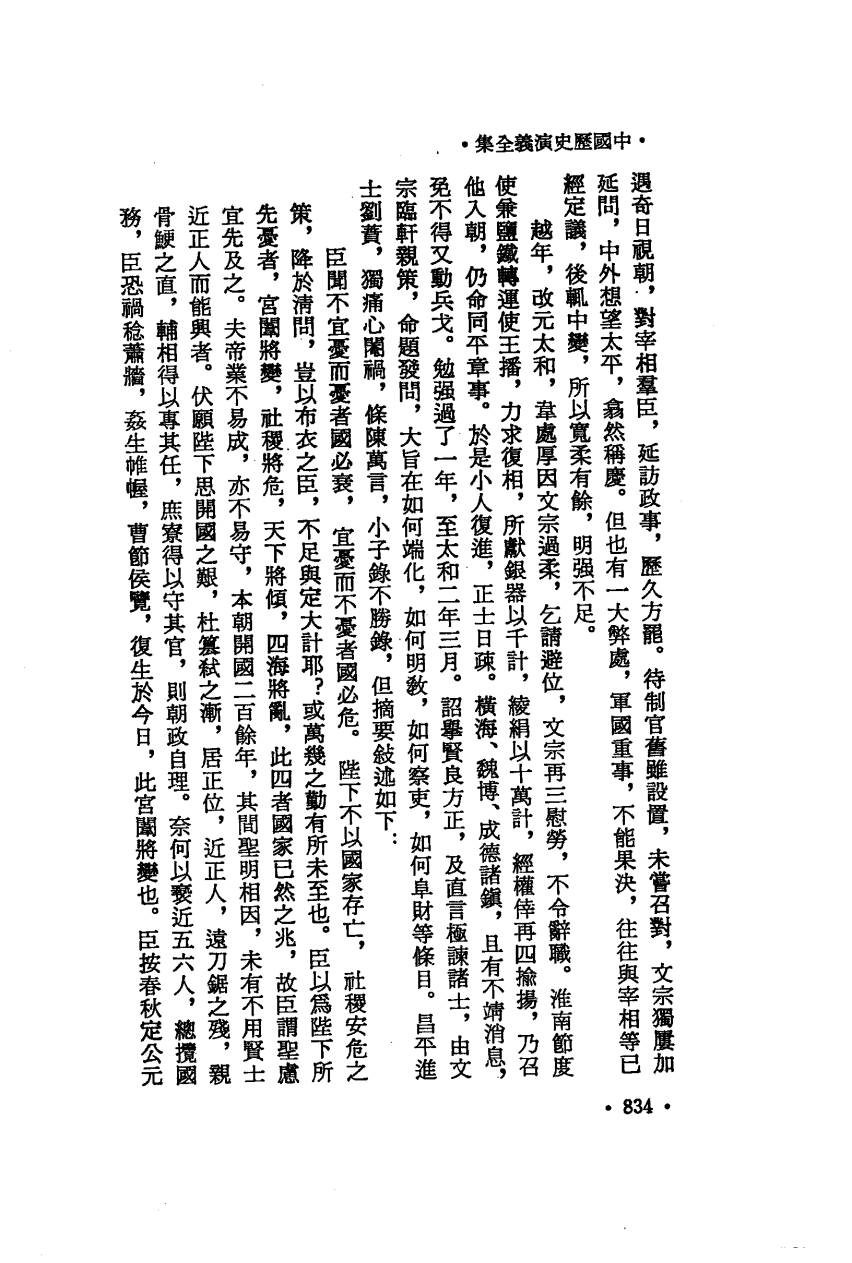 ·中國歷史演義全集·
遇奇日視朝，對宰相羣臣，延訪政事，歷久方罷。待制官舊雖設置，未嘗召對，文宗獨屢加
延問，中外想望太平，翕然稱慶。但也有一大弊處，軍國重事，不能果決，往往與宰相等已
經定議，後輒中變，所以寬柔有餘，明强不足。
越年，改元太和，韋處厚因文宗過柔，乞請避位，文宗再三慰勞，不令辭職。淮南節度
使兼鹽鐵轉運使王播，力求復相，所獻銀器以千計，綾絹以十萬計，經權倖再四揄揚，乃召
他入朝，仍命同平章事。於是小人復進，正士日疎。橫海、魏博、成德諸鎮，且有不靖消息，
免不得又動兵戈。勉强過了一年，至太和二年三月。詔舉賢良方正，及直言極諫諸士，由文
宗臨軒親策，命題發問，大旨在如何端化，如何明敎，如何察吏，如何阜財等條目。昌平進
士劉蕡，獨痛心閹禍，條陳萬言，小子錄不勝錄，但摘要敍述如下：
臣聞不宜憂而憂者國必衰，宜憂而不憂者國必危。陛下不以國家存亡，社稷安危之
策，降於清問，豈以布衣之臣，不足與定大計耶？或萬幾之勤有所未至也。臣以爲陛下所
先憂者，宮闈將變，社稷將危，天下將傾，四海將亂，此四者國家已然之兆，故臣謂聖慮
宜先及之。夫帝業不易成，亦不易守，本朝開國二百餘年，其間聖明相因，未有不用賢士
近正人而能興者。伏願陛下思開國之艱，杜篡弒之漸，居正位，近正人，遠刀鋸之殘，親
骨鯁之直，輔相得以專其任，庶寮得以守其官，則朝政自理。奈何以褻近五六人，總攬國
務，臣恐禍稔蕭牆，姦生帷幄，曹節侯覽，復生於今日，此宮闈將變也。臣按春秋定公元
·834·